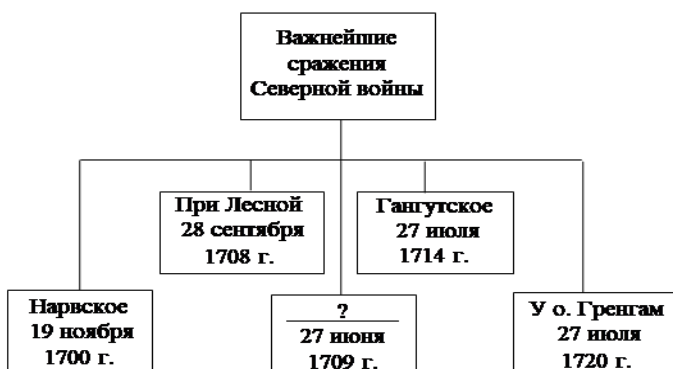 Важнейшие
сражения
Северной войны
При Лесной
28 сентября
1708 г.
Гангутское
27 июля
1714 г.
Нарвское
19 ноября
1700 г.
?
27 июня
1709 г.
У о. Гренгам
27 июля
1720 г.